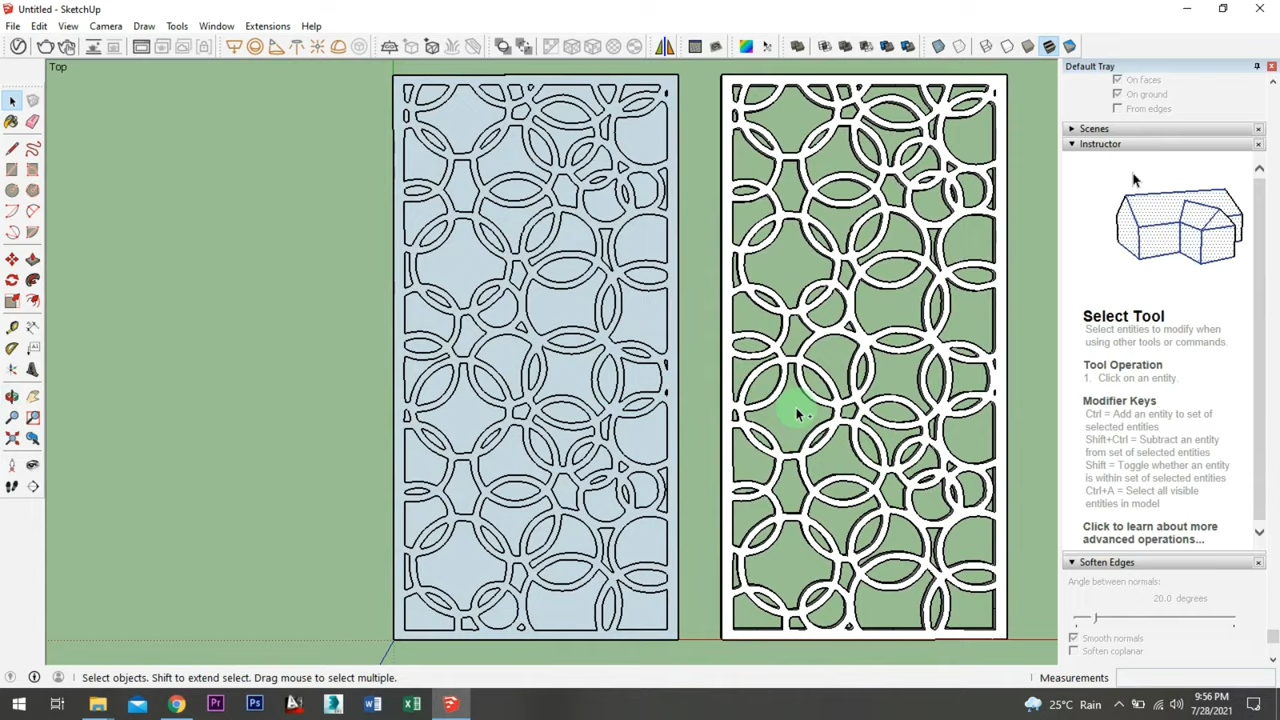 Untitled - SketchUp
File Edit View Camera Draw Tools Window Extensions Help
Top
Default Tray
On faces
On ground
From edges
Scenes
Instructor
Select Tool
Select entities to modify when
using other tools or commands.
Tool Operation
1. Click on an entity.
Modifier Keys
Ctrl = Add an entity to set of
selected entities
Shift+Ctrl = Subtract an entity
from set of selected entities
Shift = Toggle whether an entity
is within set of selected entities
Ctrl+A = Select all visible
entities in model
Click to learn about more
advanced operations...
Soften Edges
Angle between normals:
20.0 degrees
Smooth normals
Soften coplanar
Select objects. Shift to extend select. Drag mouse to select multiple.
Measurements
25°C Rain
9:56 PM
7/28/2021